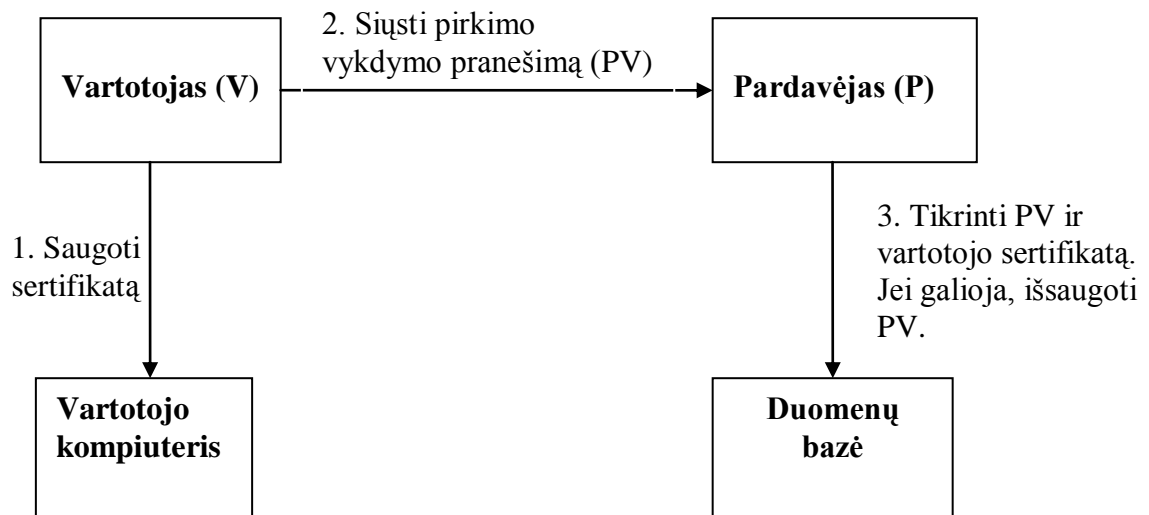 2. Siųsti pirkimo
vykdymo pranešimą (PV)
Vartotojas (V)
Pardavėjas (P)
1. Saugoti
sertifikatą
3. Tikrinti PV ir
vartotojo sertifikatą.
Jei galioja, išsaugoti
PV.
Vartotojo
kompiuteris
Duomenų
bazė